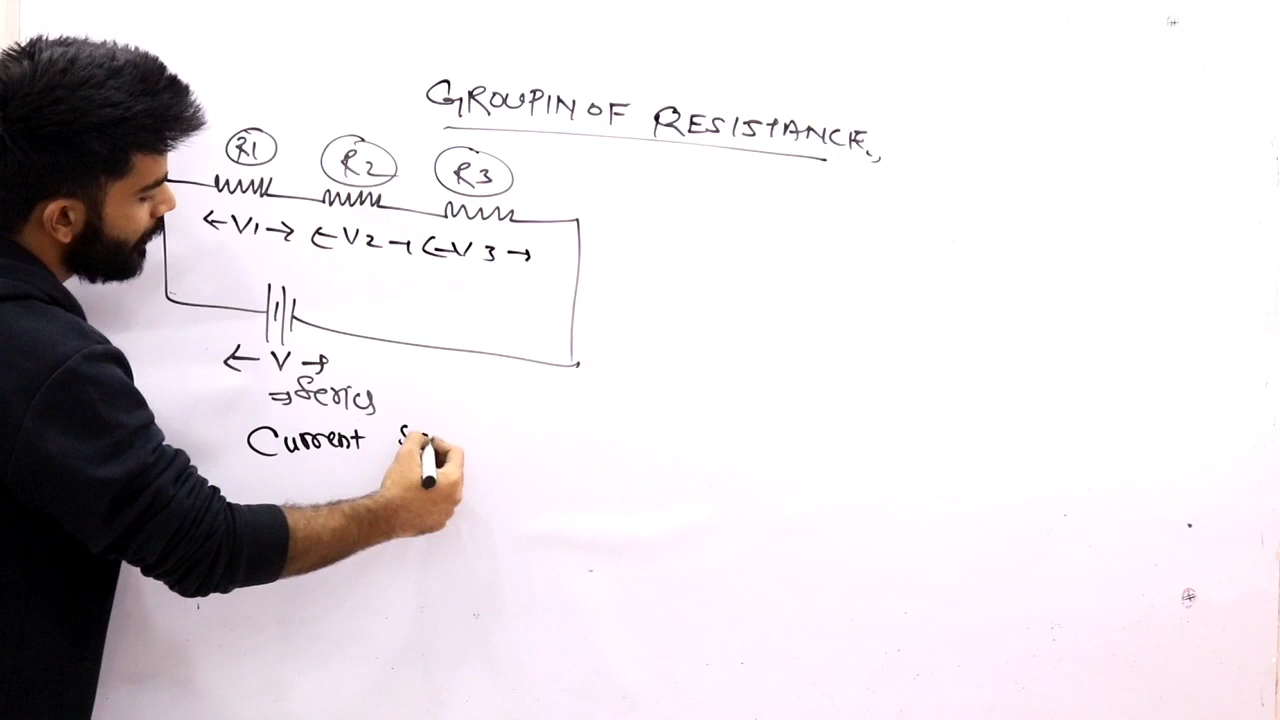 GROUPIN OF RESISTANCE.,
R1 R2 R3
←V1→ ←V2→ ←V3→
←V→
⇒Series
Current